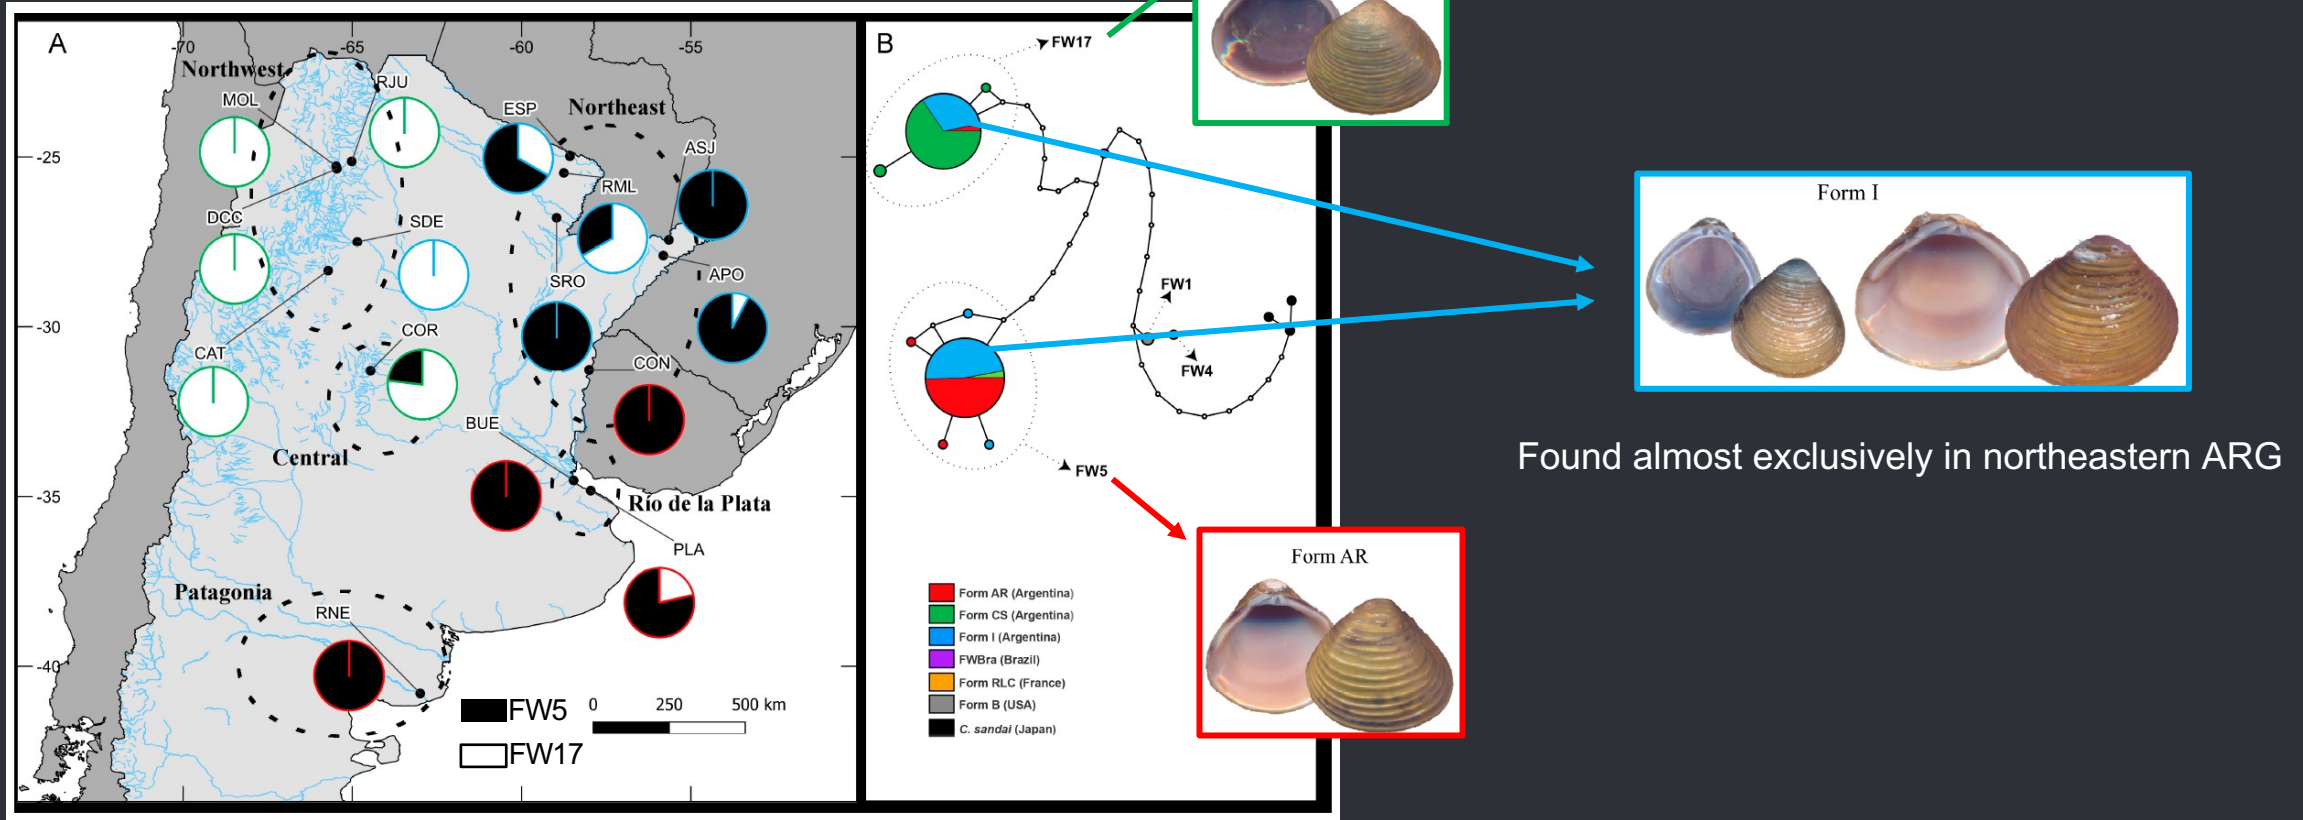 A
-70
-65
-60
-55
Northwest
RJU
MOL
ESP
Northeast
ASJ
-25
RML
DCC
SDE
APO
SRO
-30
COR
CAT
CON
BUE
Central
-35
Río de la Plata
PLA
Patagonia
RNE
-40
FW5
FW17
0 250 500 km
B
FW17
FW1
FW4
FW5
Form AR (Argentina)
Form CS (Argentina)
Form I (Argentina)
FWBra (Brazil)
Form RLC (France)
Form B (USA)
C. sandai (Japan)
Form I
Found almost exclusively in northeastern ARG
Form AR